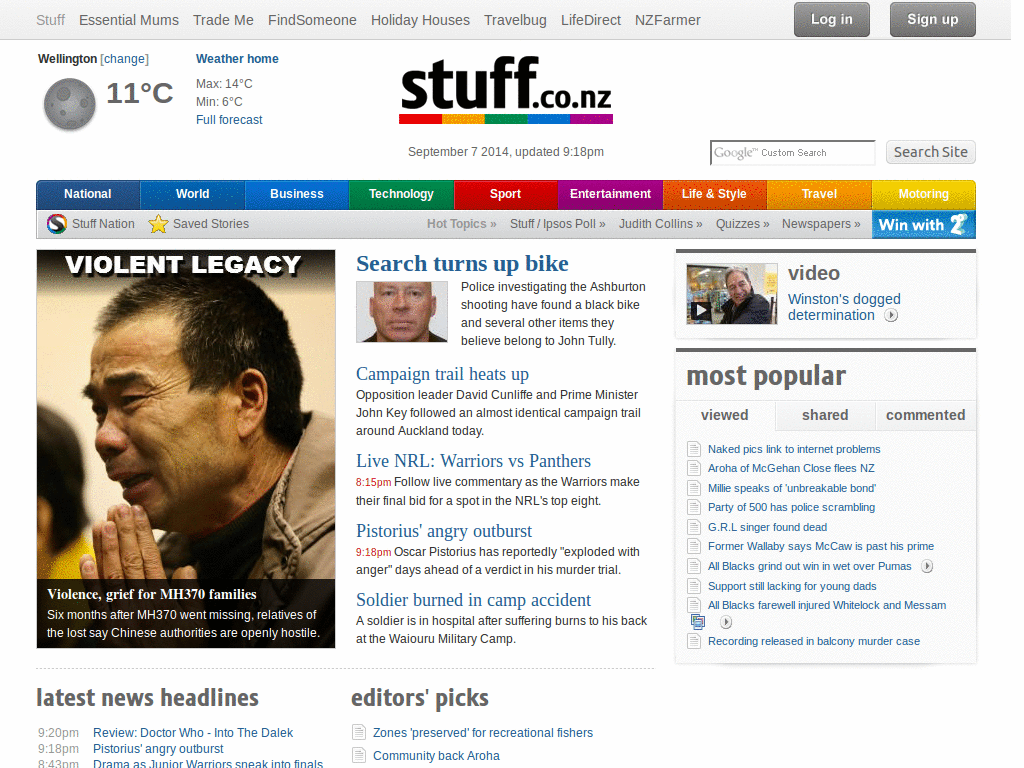 Stuff Essential Mums Trade Me FindSomeone Holiday Houses Travelbug LifeDirect NZFarmer
Log in Sign up
Wellington [change]
11°C
Weather home
Max: 14°C
Min: 6°C
Full forecast
stuff.co.nz
September 7 2014, updated 9:18pm
Google™ Custom Search
Search Site
National World Business Technology Sport Entertainment Life & Style Travel Motoring
Stuff Nation Saved Stories Hot Topics » Stuff / Ipsos Poll » Judith Collins » Quizzes » Newspapers » Win with
VIOLENT LEGACY
Violence, grief for MH370 families
Six months after MH370 went missing, relatives of
the lost say Chinese authorities are openly hostile.
Search turns up bike
Police investigating the Ashburton
shooting have found a black bike
and several other items they
believe belong to John Tully.
Campaign trail heats up
Opposition leader David Cunliffe and Prime Minister
John Key followed an almost identical campaign trail
around Auckland today.
Live NRL: Warriors vs Panthers
8:15pm Follow live commentary as the Warriors make
their final bid for a spot in the NRL's top eight.
Pistorius' angry outburst
9:18pm Oscar Pistorius has reportedly "exploded with
anger" days ahead of a verdict in his murder trial.
Soldier burned in camp accident
A soldier is in hospital after suffering burns to his back
at the Waiouru Military Camp.
video
Winston's dogged
determination
most popular
viewed shared commented
Naked pics link to internet problems
Aroha of McGehan Close flees NZ
Millie speaks of 'unbreakable bond'
Party of 500 has police scrambling
G.R.L singer found dead
Former Wallaby says McCaw is past his prime
All Blacks grind out win in wet over Pumas
Support still lacking for young dads
All Blacks farewell injured Whitelock and Messam
Recording released in balcony murder case
latest news headlines
9:20pm Review: Doctor Who - Into The Dalek
9:18pm Pistorius' angry outburst
8:43pm Drama as Junior Warriors sneak into finals
editors' picks
Zones 'preserved' for recreational fishers
Community back Aroha